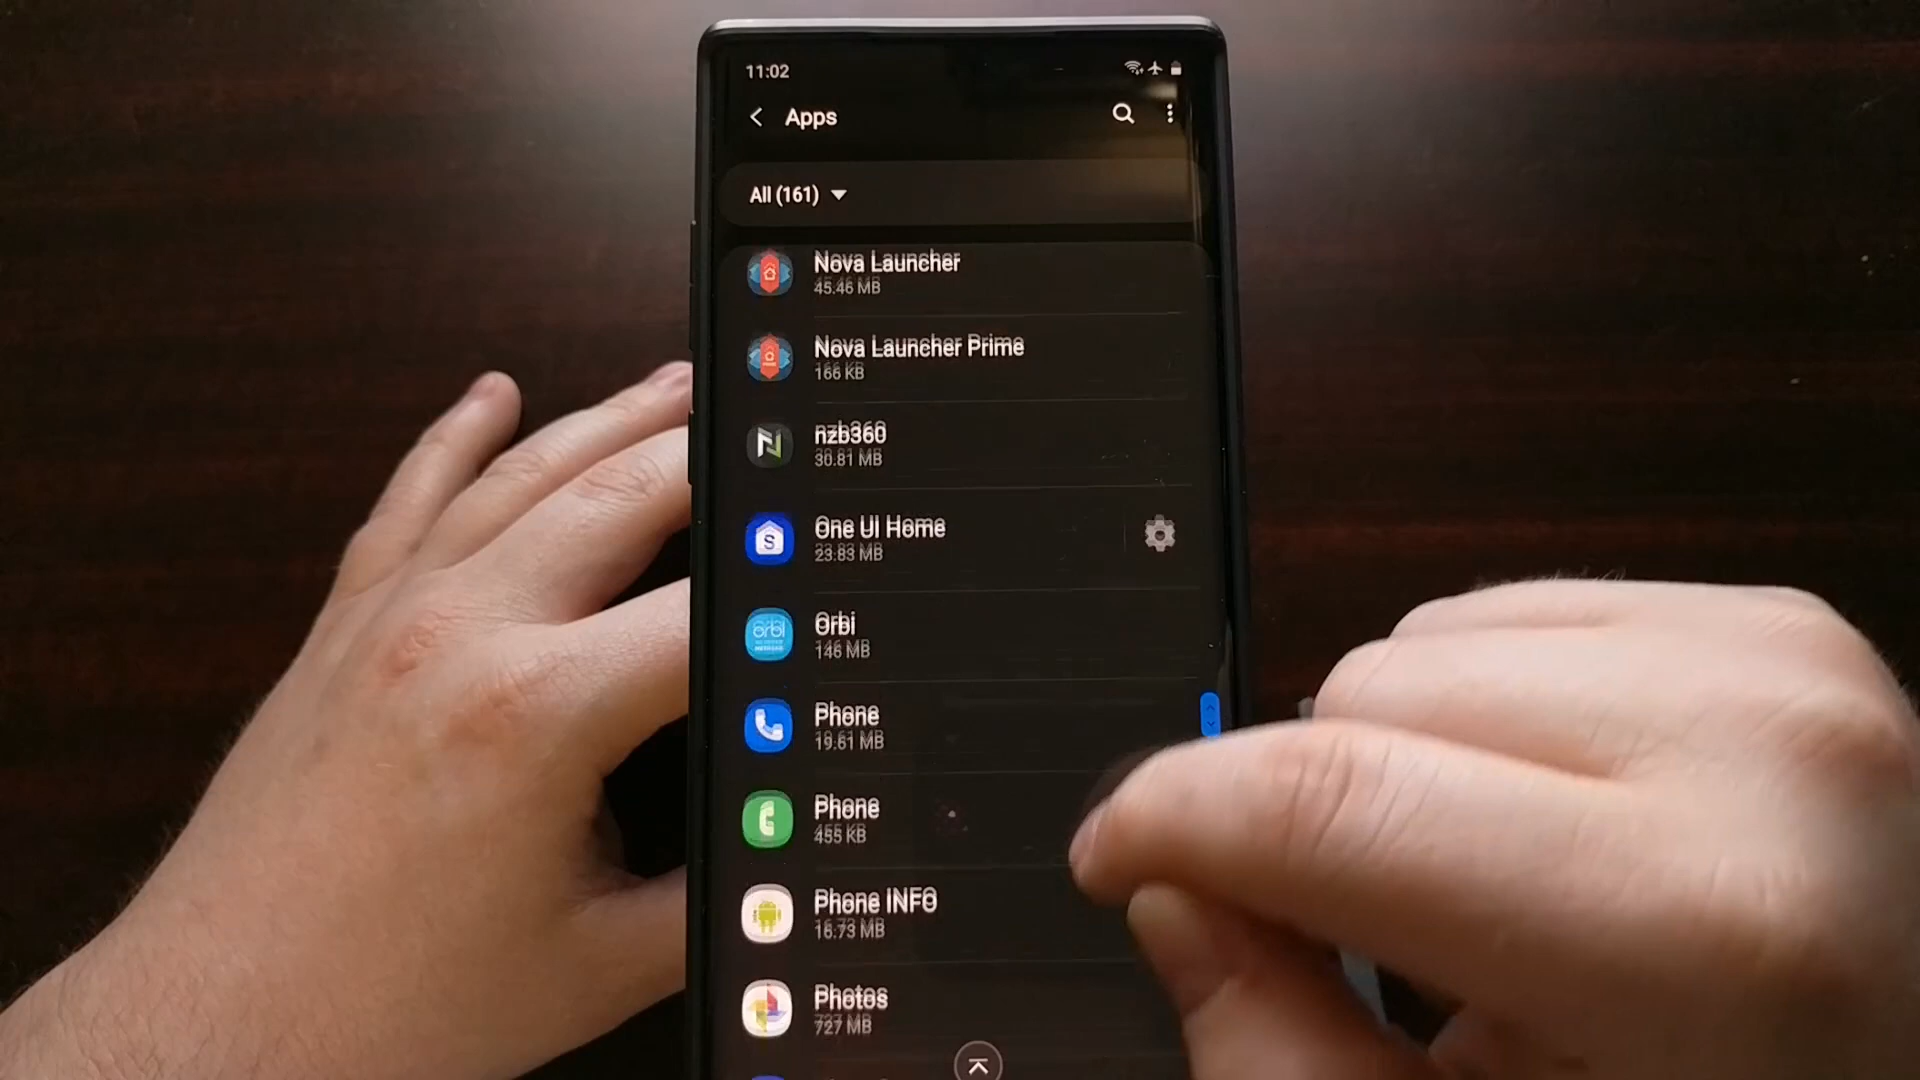 11:02
Apps
All (161)
Nova Launcher
45.46 MB
Nova Launcher Prime
166 KB
nzb360
30.81 MB
One UI Home
23.83 MB
S
Orbi
146 MB
orbi
NETGEAR
Phone
19.61 MB
Phone
455 KB
Phone INFO
16.73 MB
Photos
727 MB